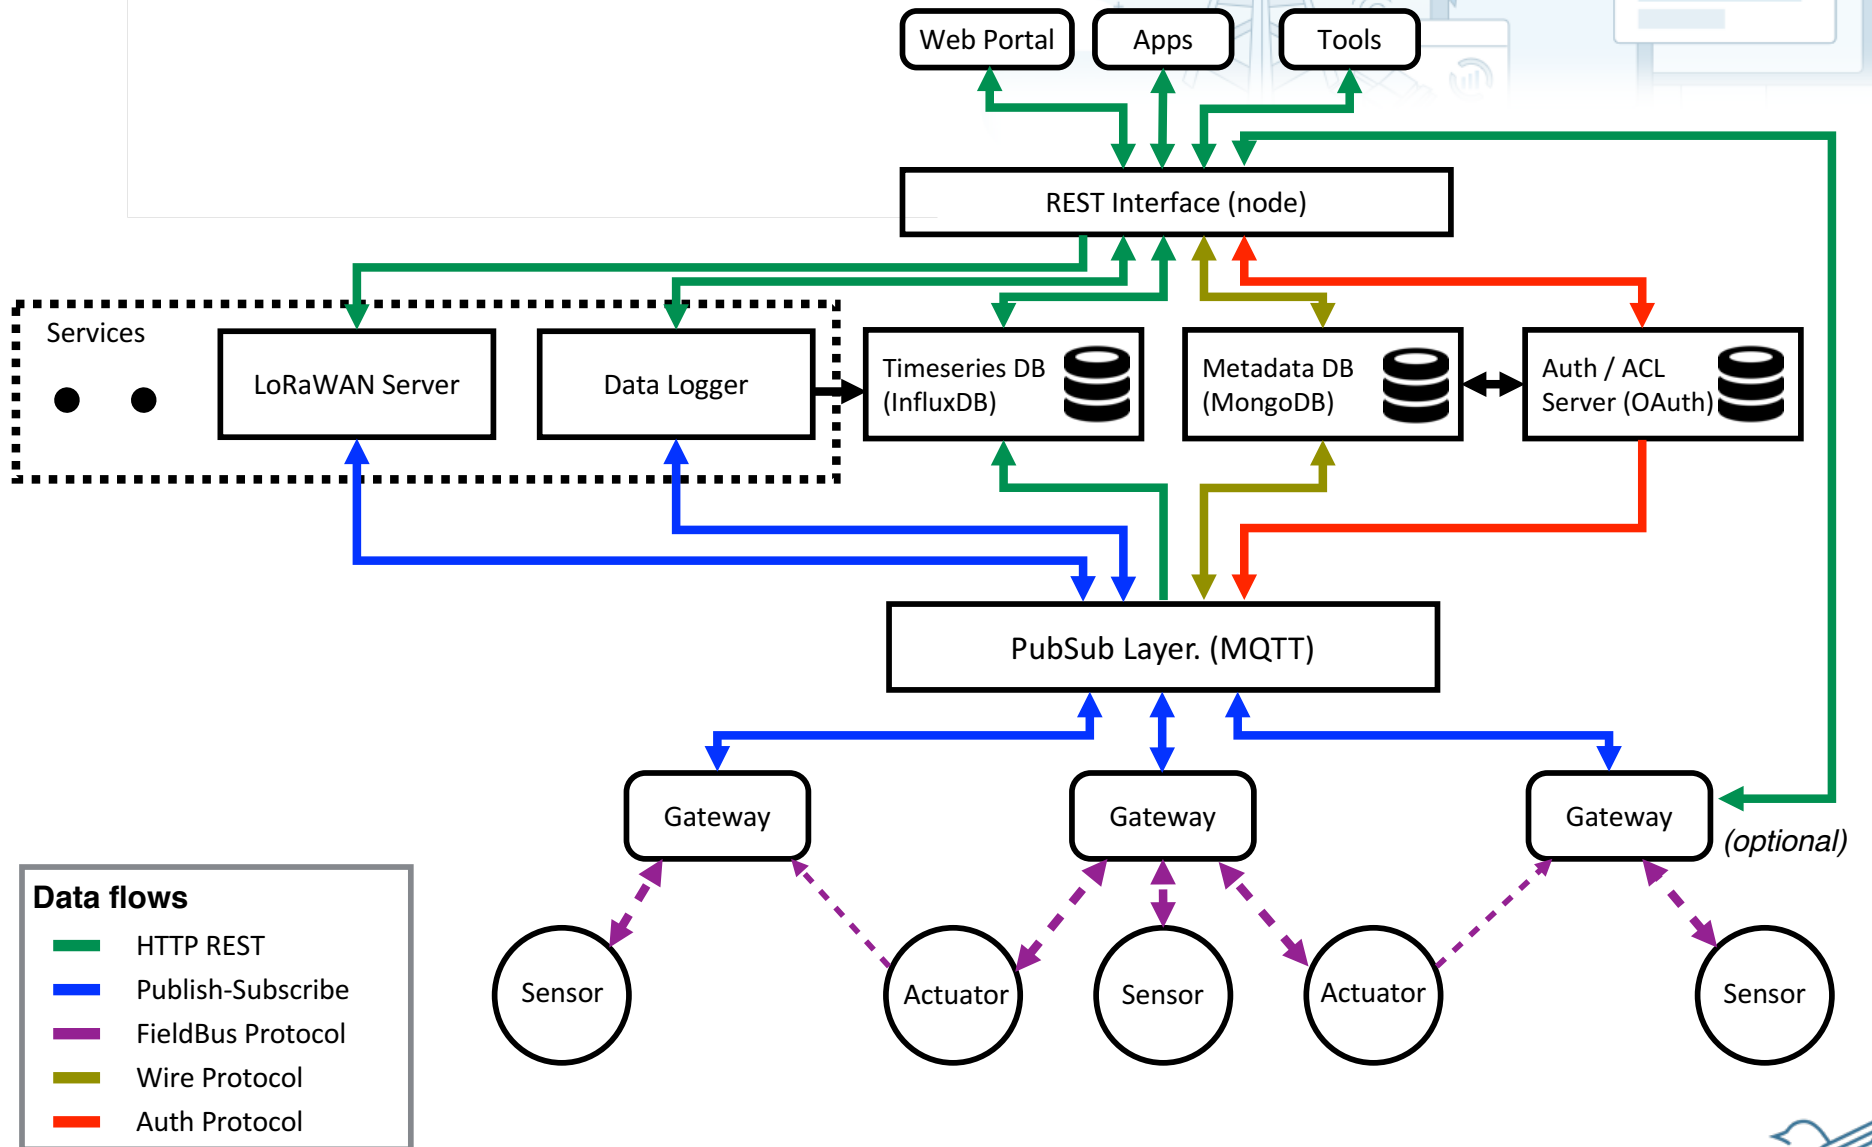 Web Portal
Apps
Tools
REST Interface (node)
Services
LoRaWAN Server
Data Logger
Timeseries DB
(InfluxDB)
Metadata DB
(MongoDB)
Auth / ACL
Server (OAuth)
PubSub Layer. (MQTT)
Gateway
Gateway
Gateway
(optional)
Sensor
Actuator
Sensor
Actuator
Sensor
Data flows
HTTP REST
Publish-Subscribe
FieldBus Protocol
Wire Protocol
Auth Protocol